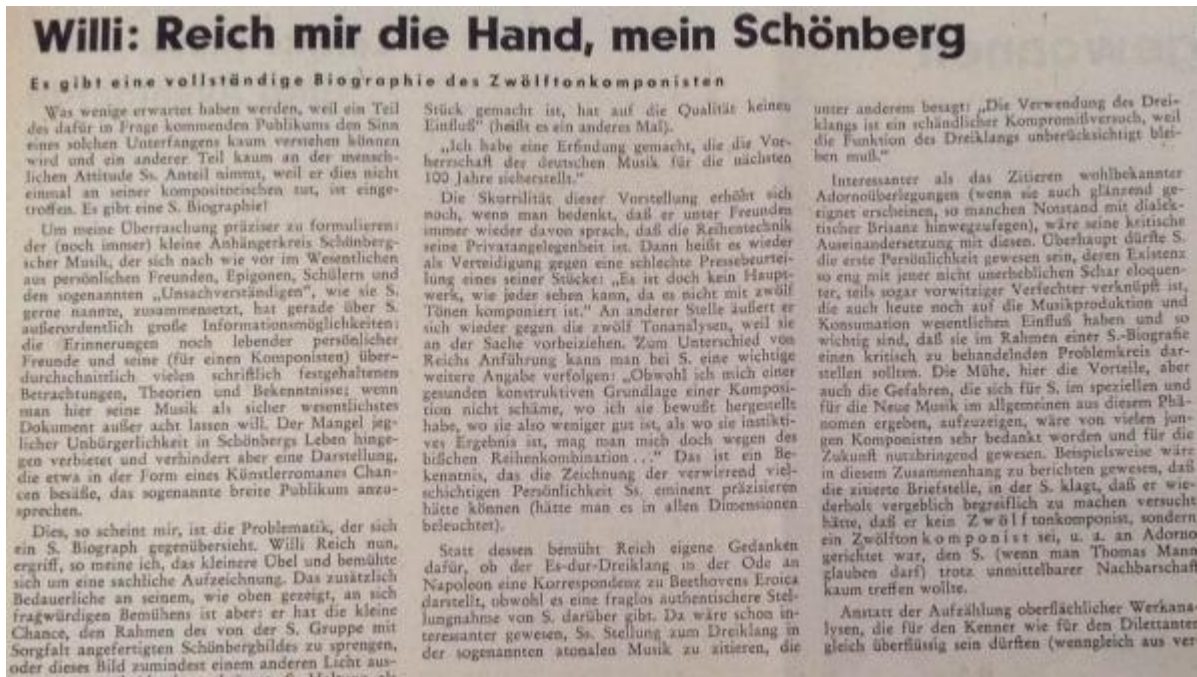 Willi: Reich mir die Hand, mein Schönberg
Es gibt eine vollständige Biographie des Zwölftonkomponisten
Was wenige erwartet haben werden, weil ein Teil
des dafür in Frage kommenden Publikums den Sinn
eines solchen Unterfangens kaum verstehen können
wird und ein anderer Teil kaum an der mensch-
lichen Attitude Ss. Anteil nimmt, weil er dies nicht
einmal an seiner kompositorischen tut, ist einge-
troffen. Es gibt eine S. Biographie!
Um meine Überraschung präziser zu formulieren:
der (noch immer) kleine Anhängerkreis Schönberg-
scher Musik, der sich nach wie vor im Wesentlichen
aus persönlichen Freunden, Epigonen, Schülern und
den sogenannten „Unsachverständigen", wie sie S.
gerne nannte, zusammensetzt, hat gerade über S.
außerordentlich große Informationsmöglichkeiten:
die Erinnerungen noch lebender persönlicher
Freunde und seine (für einen Komponisten) über-
durchschnittlich vielen schriftlich festgehaltenen
Betrachtungen, Theorien und Bekenntnisse; wenn
man hier seine Musik als sicher wesentlichstes
Dokument außer acht lassen will. Der Mangel jeg-
licher Unbürgerlichkeit in Schönbergs Leben hinge-
gen verbietet und verhindert aber eine Darstellung,
die etwa in der Form eines Künstlerromanes Chan-
cen besäße, das sogenannte breite Publikum anzu-
sprechen.
Dies, so scheint mir, ist die Problematik, der sich
ein S. Biograph gegenübersieht. Willi Reich nun,
ergriff, so meine ich, das kleinere Übel und bemühte
sich um eine sachliche Aufzeichnung. Das zusätzlich
Bedauerliche an seinem, wie oben gezeigt, an sich
fragwürdigen Bemühens ist aber: er hat die kleine
Chance, den Rahmen des von der S. Gruppe mit
Sorgfalt angefertigten Schönbergbildes zu sprengen,
oder dieses Bild zumindest einem anderen Licht aus-
Stück gemacht ist, hat auf die Qualität keinen
Einfluß" (heißt es ein anderes Mal).
„Ich habe eine Erfindung gemacht, die die Vor-
herrschaft der deutschen Musik für die nächsten
100 Jahre sicherstellt."
Die Skurrilität dieser Vorstellung erhöht sich
noch, wenn man bedenkt, daß er unter Freunden
immer wieder davon sprach, daß die Reihentechnik
seine Privatangelegenheit ist. Dann heißt es wieder
als Verteidigung gegen eine schlechte Pressebeurtei-
lung eines seiner Stücke: „Es ist doch kein Haupt-
werk, wie jeder sehen kann, da es nicht mit zwölf
Tönen komponiert ist." An anderer Stelle äußert er
sich wieder gegen die zwölf Tonanalysen, weil sie
an der Sache vorbeiziehen. Zum Unterschied von
Reichs Anführung kann man bei S. eine wichtige
weitere Angabe verfolgen: „Obwohl ich mich einer
gesunden konstruktiven Grundlage einer Komposi-
tion nicht schäme, wo ich sie bewußt hergestellt
habe, wo sie also weniger gut ist, als wo sie instikti-
ves Ergebnis ist, mag man mich doch wegen des
bißchen Reihenkombination . . ." Das ist ein Be-
kenntnis, das die Zeichnung der verwirrend viel-
schichtigen Persönlichkeit Ss. eminent präzisieren
hätte können (hätte man es in allen Dimensionen
beleuchtet).
Statt dessen bemüht Reich eigene Gedanken
dafür, ob der Es-dur-Dreiklang in der Ode an
Napoleon eine Korrespondenz zu Beethovens Eroica
darstellt, obwohl es eine fraglos authentischere Stel-
lungnahme von S. darüber gibt. Da wäre schon in-
teressanter gewesen, Ss. Stellung zum Dreiklang in
der sogenannten atonalen Musik zu zitieren, die
unter anderem besagt: „Die Verwendung des Drei-
klangs ist ein schändlicher Kompromißversuch, weil
die Funktion des Dreiklangs unberücksichtigt blei-
ben muß."
Interessanter als das Zitieren wohlbekannter
Adornoüberlegungen (wenn sie auch glänzend ge-
eignet erscheinen, so manchen Notstand mit dialek-
tischer Brisanz hinwegzufegen), wäre seine kritische
Auseinandersetzung mit diesen. Überhaupt dürfte S.
die erste Persönlichkeit gewesen sein, deren Existenz
so eng mit jener nicht unerheblichen Schar eloquen-
ter, teils sogar vorwitziger Verfechter verknüpft ist,
die auch heute noch auf die Musikproduktion und
Konsumation wesentlichen Einfluß haben und so
wichtig sind, daß sie im Rahmen einer S.-Biografie
einen kritisch zu behandelnden Problemkreis dar-
stellen sollten. Die Mühe, hier die Vorteile, aber
auch die Gefahren, die sich für S. im speziellen und
für die Neue Musik im allgemeinen aus diesem Phä-
nomen ergeben, aufzuzeigen, wäre von vielen jun-
gen Komponisten sehr bedankt worden und für die
Zukunft nutzbringend gewesen. Beispielsweise wäre
in diesem Zusammenhang zu berichten gewesen, daß
die zitierte Briefstelle, in der S. klagt, daß er wie-
derholt vergeblich begreiflich zu machen versucht
hätte, daß er kein Zwölftonkomponist, sondern
ein Zwölftonkomponist sei, u. a. an Adorno
gerichtet war, den S. (wenn man Thomas Mann
glauben darf) trotz unmittelbarer Nachbarschaft
kaum treffen wollte.
Anstatt der Aufzählung oberflächlicher Werkana-
lysen, die für den Kenner wie für den Dilettanten
gleich überflüssig sein dürften (wenngleich aus ver